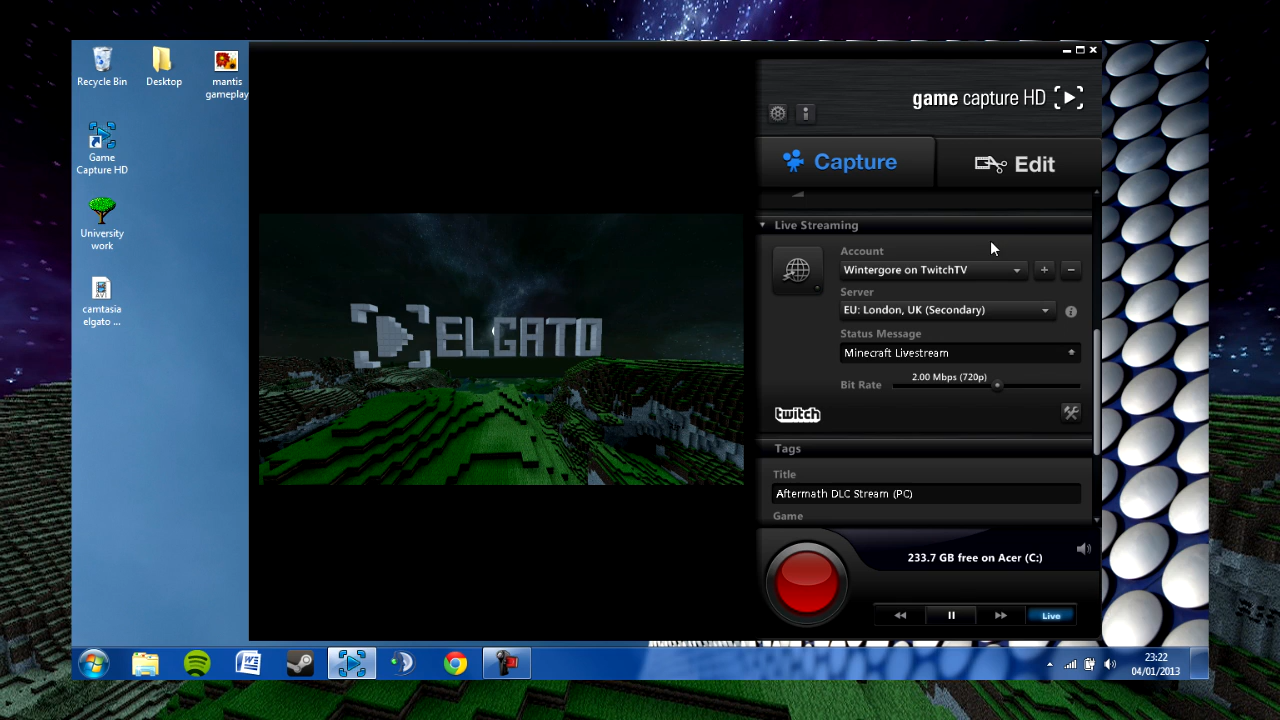 Recycle Bin
Desktop
mantis
gameplay
Game
Capture HD
University
work
AVI
camtasia
elgato ...
ELGATO
game capture HD
Capture
Edit
Live Streaming
Account
Wintergore on TwitchTV
Server
EU: London, UK (Secondary)
Status Message
Minecraft Livestream
2.00 Mbps (720p)
Bit Rate
twitch
Tags
Title
Aftermath DLC Stream (PC)
Game
233.7 GB free on Acer (C:)
Live
23:22
04/01/2013